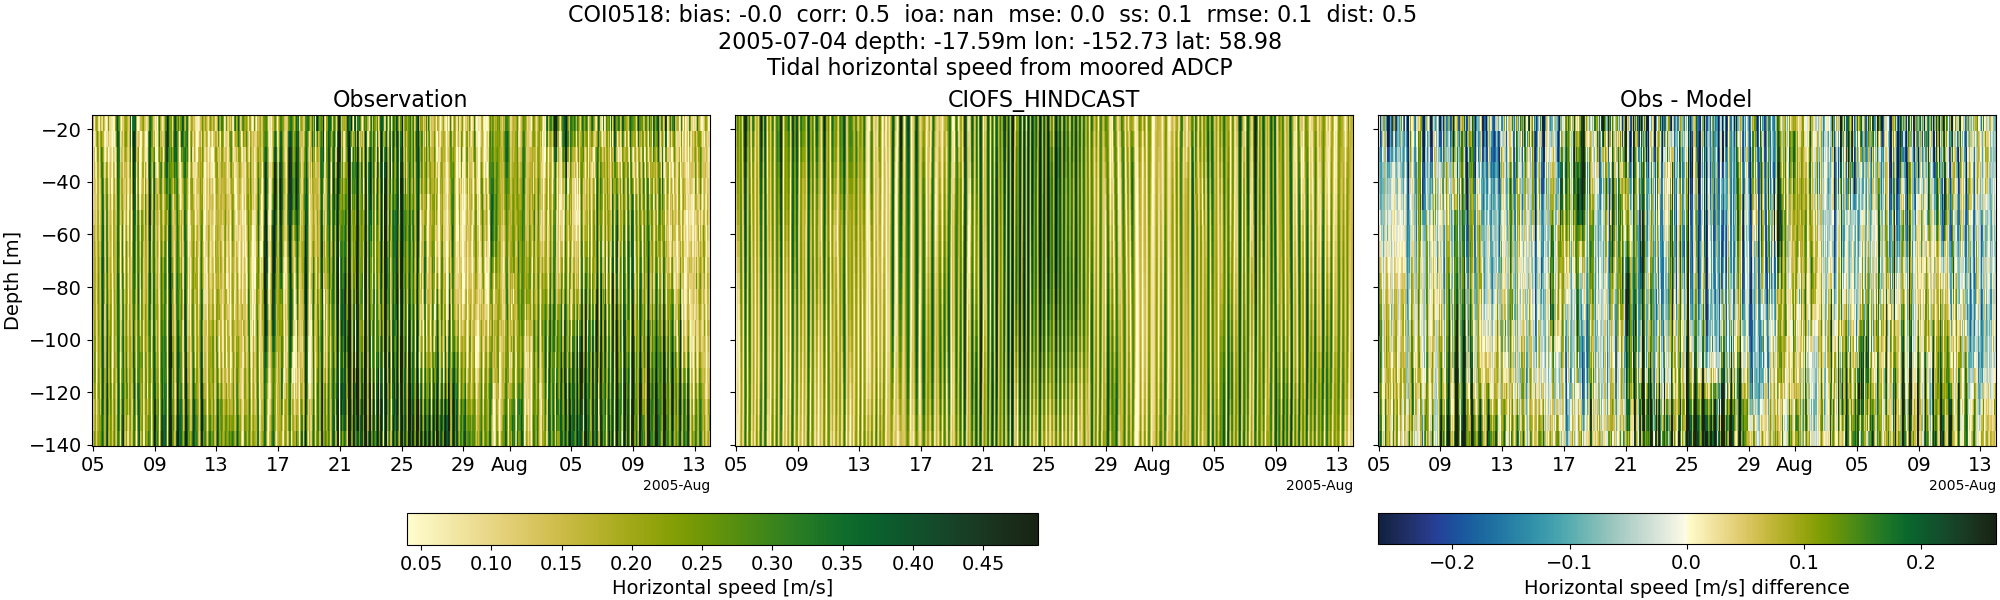 COI0518: bias: -0.0  corr: 0.5  ioa: nan  mse: 0.0  ss: 0.1  rmse: 0.1  dist: 0.5
2005-07-04 depth: -17.59m lon: -152.73 lat: 58.98
Tidal horizontal speed from moored ADCP
Observation
CIOFS_HINDCAST
Obs - Model
Depth [m]
−20
−40
−60
−80
−100
−120
−140
05 09 13 17 21 25 29 Aug 05 09 13
2005-Aug
05 09 13 17 21 25 29 Aug 05 09 13
2005-Aug
05 09 13 17 21 25 29 Aug 05 09 13
2005-Aug
0.05 0.10 0.15 0.20 0.25 0.30 0.35 0.40 0.45
Horizontal speed [m/s]
−0.2 −0.1 0.0 0.1 0.2
Horizontal speed [m/s] difference